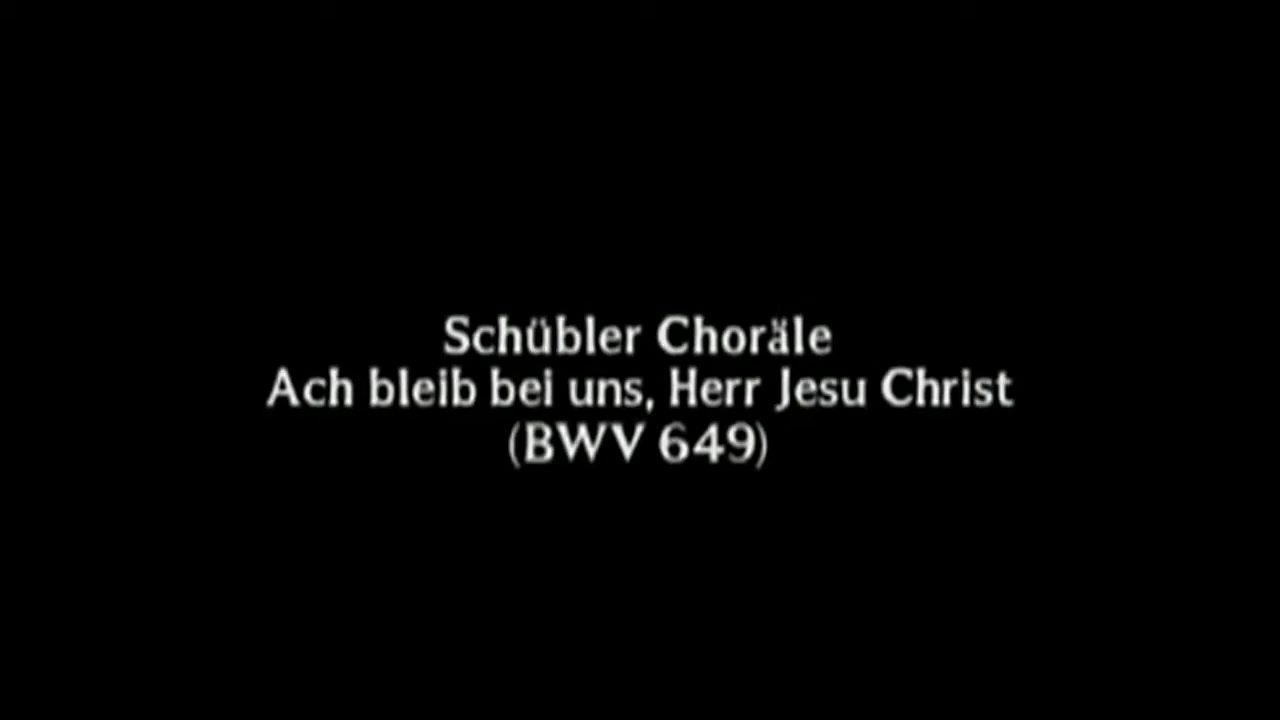 Schübler Choräle
Ach bleib bei uns, Herr Jesu Christ
(BWV 649)